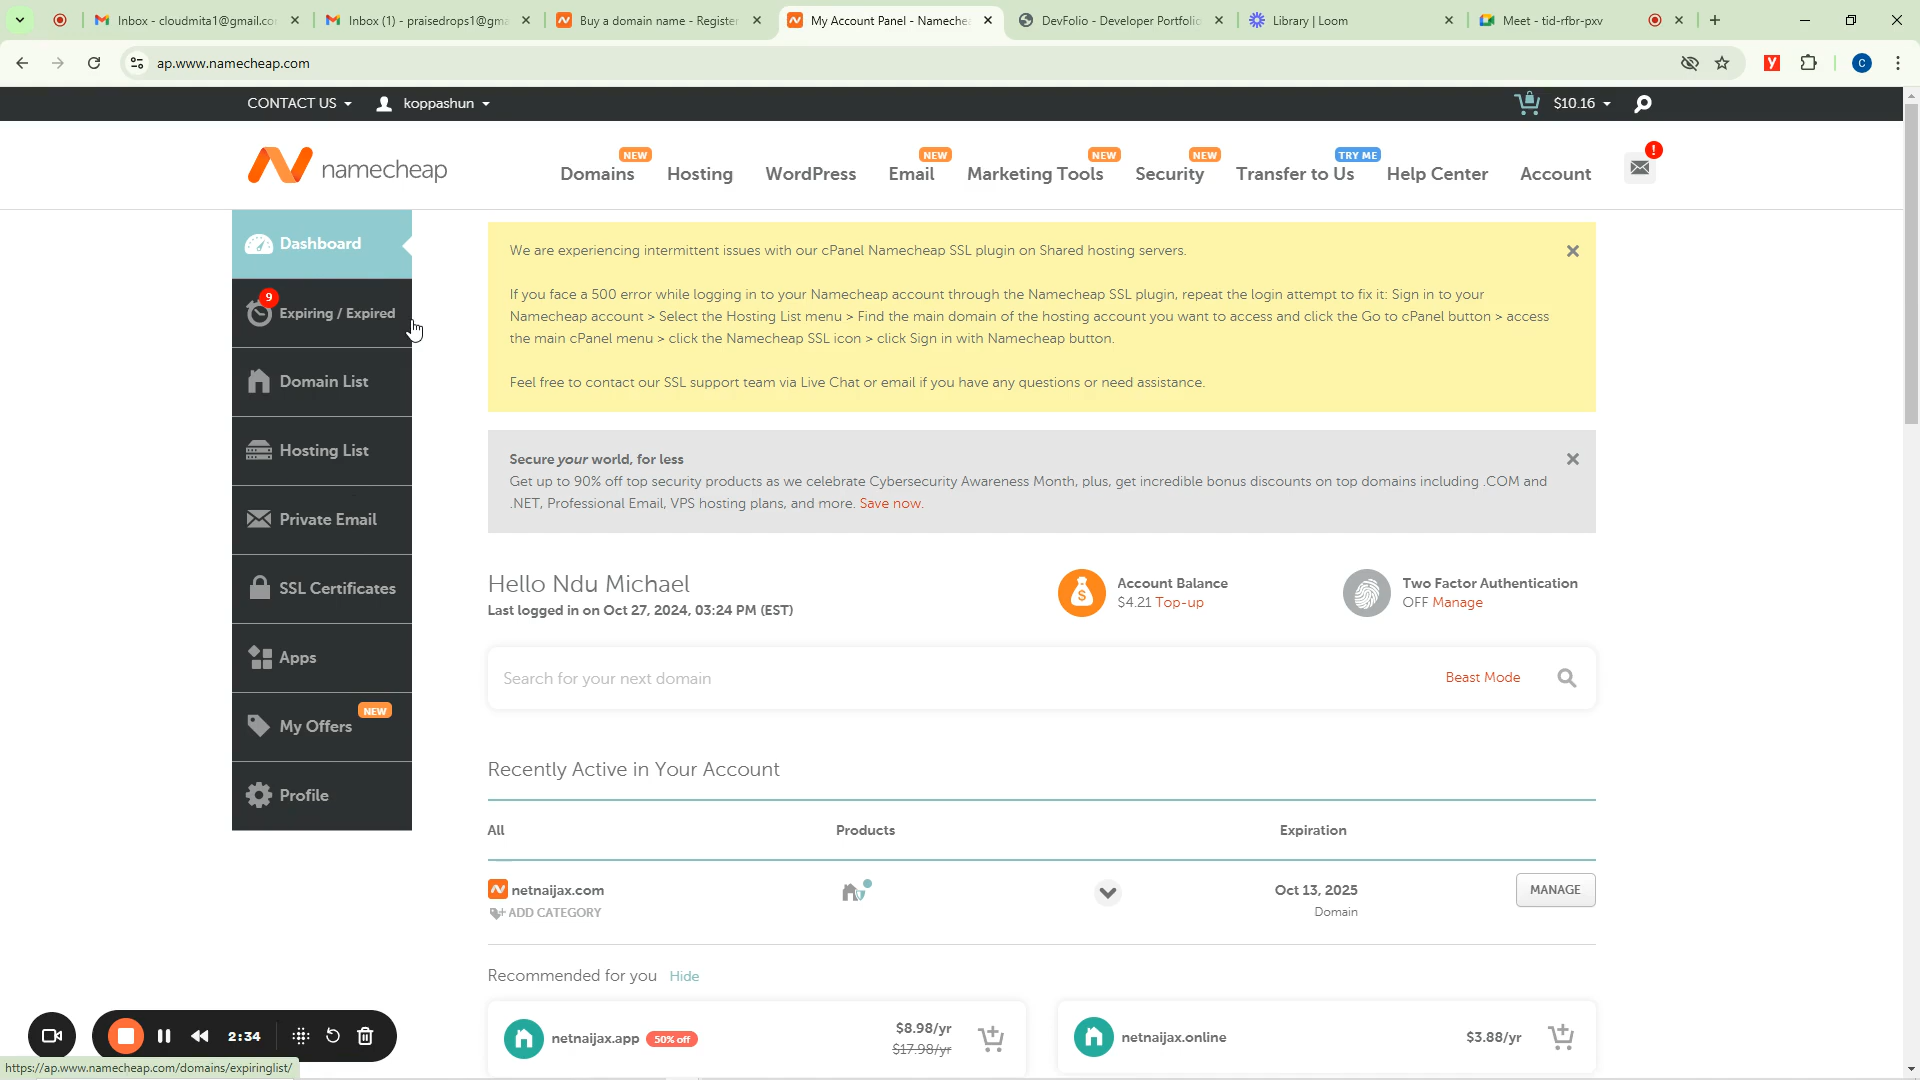 Inbox - cloudmita1@gmail.co
Inbox (1) - praisedrops1@gm
Buy a domain name - Register
My Account Panel - Nameche
DevFolio - Developer Portfolio
Library | Loom
Meet - tid-rfbr-pxv
ap.www.namecheap.com
CONTACT US
koppashun
$10.16
namecheap
Domains NEW
Hosting
WordPress
Email NEW
Marketing Tools NEW
Security NEW
Transfer to Us TRY ME
Help Center
Account
Dashboard
9
Expiring / Expired
Domain List
Hosting List
Private Email
SSL Certificates
Apps
My Offers NEW
Profile
We are experiencing intermittent issues with our cPanel Namecheap SSL plugin on Shared hosting servers.
If you face a 500 error while logging in to your Namecheap account through the Namecheap SSL plugin, repeat the login attempt to fix it: Sign in to your
Namecheap account > Select the Hosting List menu > Find the main domain of the hosting account you want to access and click the Go to cPanel button > access
the main cPanel menu > click the Namecheap SSL icon > click Sign in with Namecheap button.
Feel free to contact our SSL support team via Live Chat or email if you have any questions or need assistance.
Secure your world, for less
Get up to 90% off top security products as we celebrate Cybersecurity Awareness Month, plus, get incredible bonus discounts on top domains including .COM and
.NET, Professional Email, VPS hosting plans, and more. Save now.
Hello Ndu Michael
Last logged in on Oct 27, 2024, 03:24 PM (EST)
Account Balance
$4.21 Top-up
Two Factor Authentication
OFF Manage
Search for your next domain
Beast Mode
Recently Active in Your Account
All Products Expiration
netnaijax.com
ADD CATEGORY
Oct 13, 2025
Domain
MANAGE
Recommended for you Hide
netnaijax.app 50% off
$8.98/yr
$17.98/yr
netnaijax.online
$3.88/yr
2:34
https://ap.www.namecheap.com/domains/expiringlist/